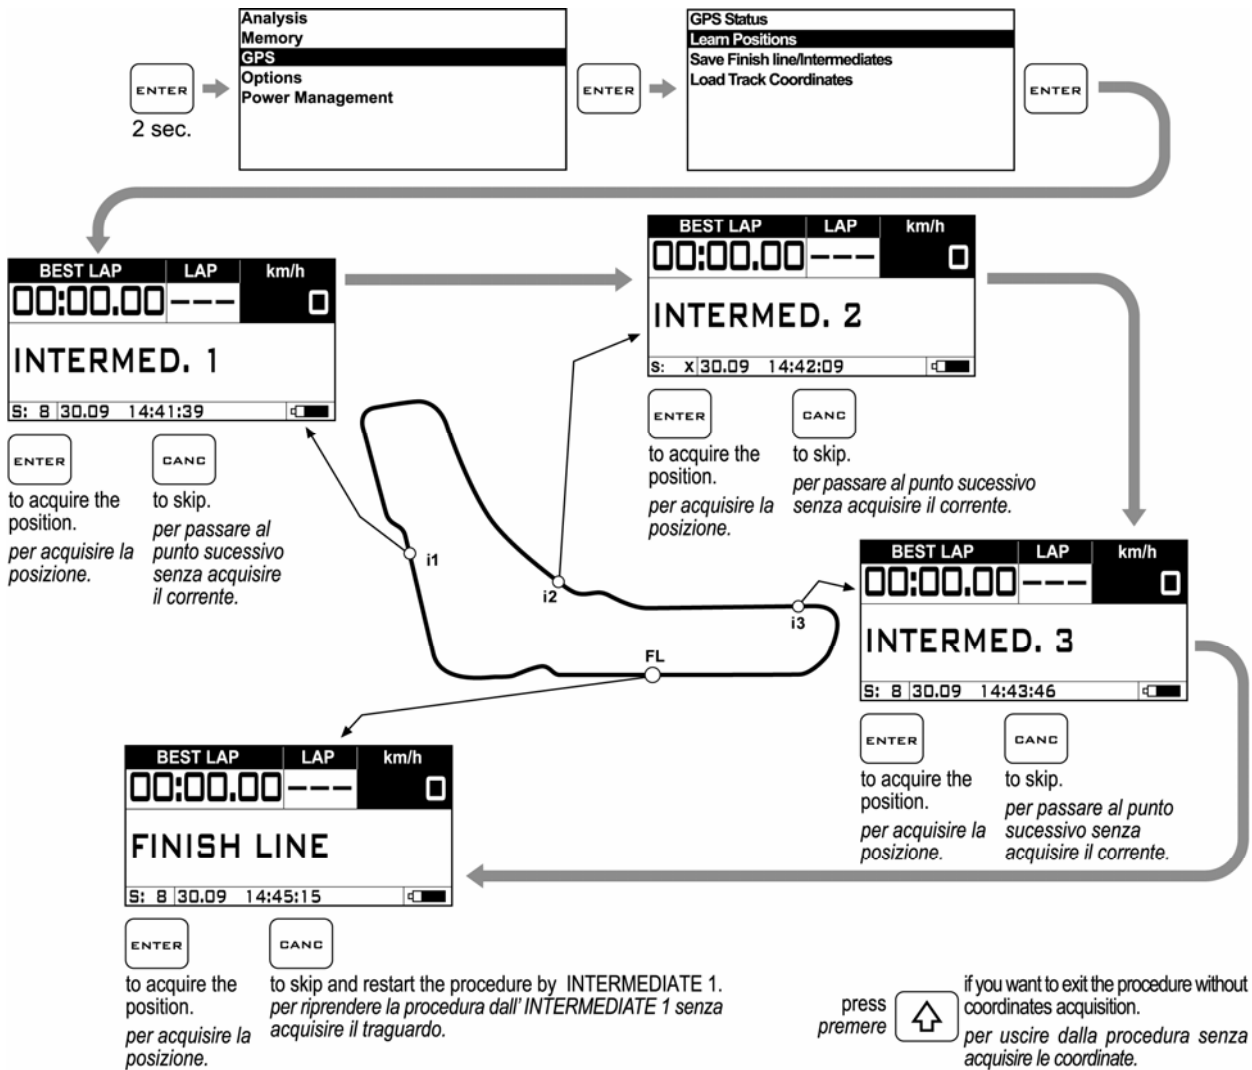 ENTER
2 sec.
Analysis
Memory
GPS
Options
Power Management
ENTER
GPS Status
Learn Positions
Save Finish line/Intermediates
Load Track Coordinates
ENTER
BEST LAP LAP km/h
00:00.00 --- 0
INTERMED. 1
S: 8 30.09 14:41:39
ENTER
to acquire the
position.
per acquisire la
posizione.
CANC
to skip.
per passare al
punto sucessivo
senza acquisire
il corrente.
BEST LAP LAP km/h
00:00.00 --- 0
INTERMED. 2
S: X 30.09 14:42:09
ENTER
to acquire the
position.
per acquisire la
posizione.
CANC
to skip.
per passare al punto sucessivo
senza acquisire il corrente.
i1
i2
i3
FL
BEST LAP LAP km/h
00:00.00 --- 0
INTERMED. 3
S: 8 30.09 14:43:46
ENTER
to acquire the
position.
per acquisire la
posizione.
CANC
to skip.
per passare al punto
sucessivo senza
acquisire il corrente.
BEST LAP LAP km/h
00:00.00 --- 0
FINISH LINE
S: 8 30.09 14:45:15
ENTER
to acquire the
position.
per acquisire la
posizione.
CANC
to skip and restart the procedure by INTERMEDIATE 1.
per riprendere la procedura dall' INTERMEDIATE 1 senza
acquisire il traguardo.
press
premere
if you want to exit the procedure without
coordinates acquisition.
per uscire dalla procedura senza
acquisire le coordinate.